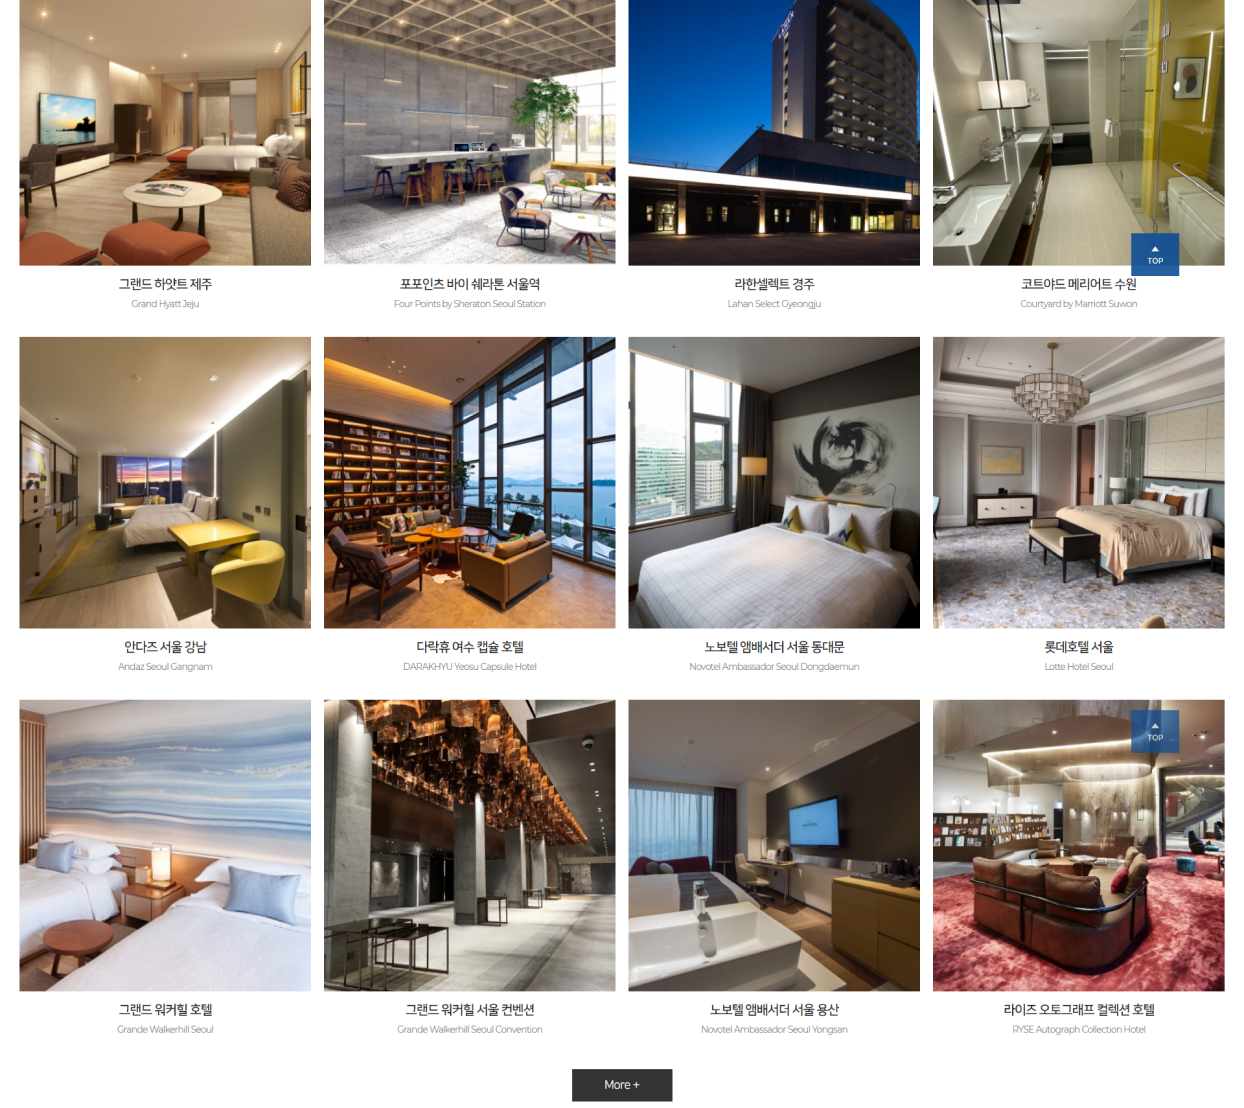 TOP
그랜드 하얏트 제주
Grand Hyatt Jeju
포포인츠 바이 쉐라톤 서울역
Four Points by Sheraton Seoul Station
라한셀렉트 경주
Lahan Select Gyeongju
코트야드 메리어트 수원
Courtyard by Marriott Suwon
안다즈 서울 강남
Andaz Seoul Gangnam
다락휴 여수 캡슐 호텔
DARAKHYU Yeosu Capsule Hotel
노보텔 앰배서더 서울 동대문
Novotel Ambassador Seoul Dongdaemun
롯데호텔 서울
Lotte Hotel Seoul
TOP
그랜드 워커힐 호텔
Grande Walkerhill Seoul
그랜드 워커힐 서울 컨벤션
Grande Walkerhill Seoul Convention
노보텔 앰배서더 서울 용산
Novotel Ambassador Seoul Yongsan
라이즈 오토그래프 컬렉션 호텔
RYSE Autograph Collection Hotel
More +